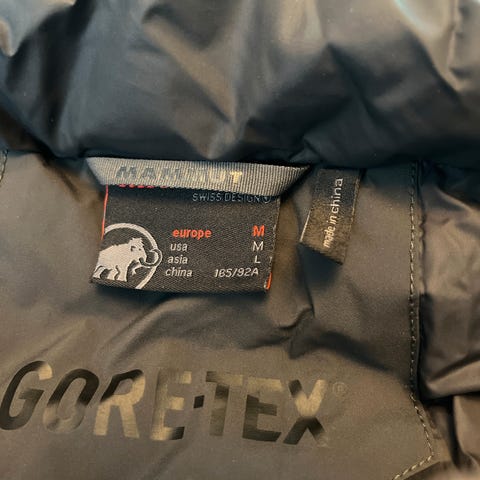 MAMMUT
SWISS DESIGN
europe M
usa M
asia L
china 165/92A
made in china
GORE-TEX®